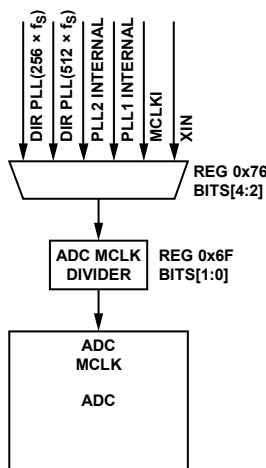 DIR PLL(256 × fS)
DIR PLL(512 × fS)
PLL2 INTERNAL
PLL1 INTERNAL
MCLKI
XIN
REG 0x76
BITS[4:2]
ADC MCLK
DIVIDER
REG 0x6F
BITS[1:0]
ADC
MCLK
ADC